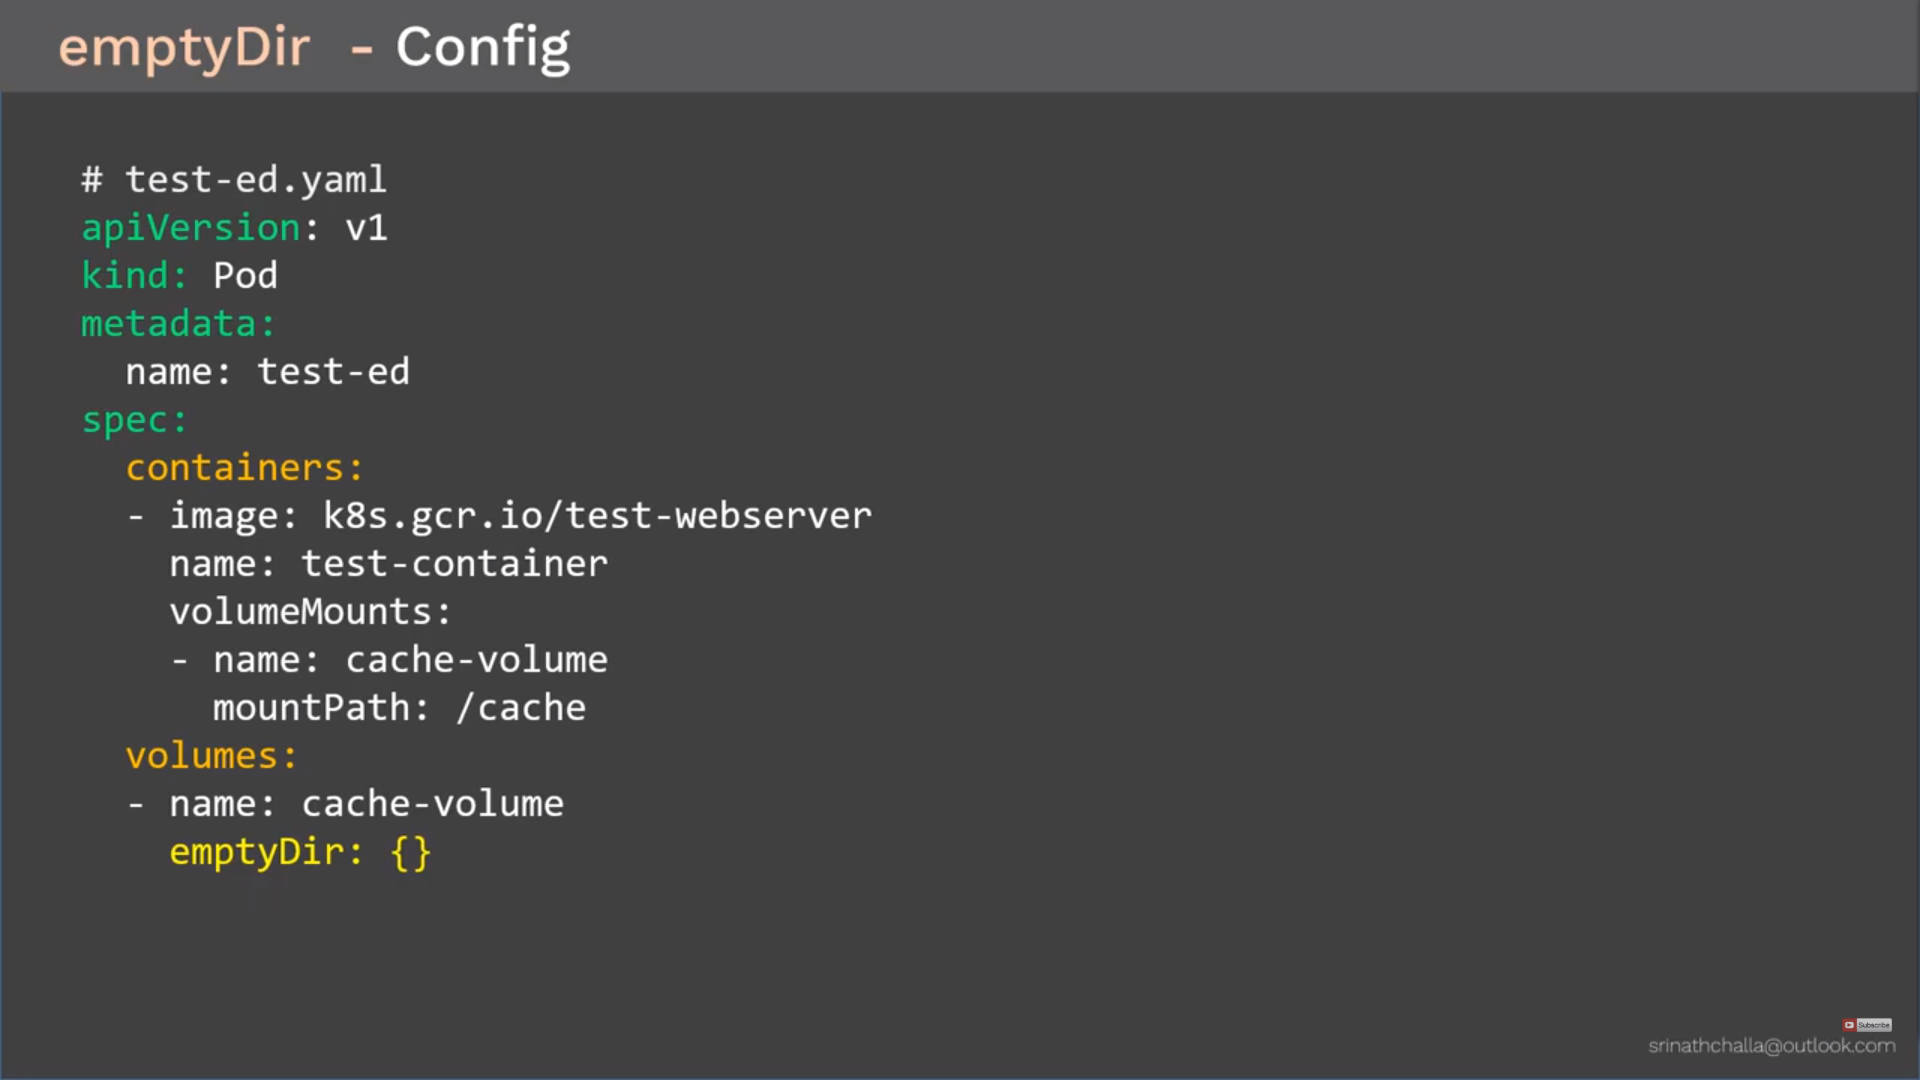 emptyDir - Config
# test-ed.yaml
apiVersion: v1
kind: Pod
metadata:
  name: test-ed
spec:
  containers:
  - image: k8s.gcr.io/test-webserver
    name: test-container
    volumeMounts:
    - name: cache-volume
      mountPath: /cache
  volumes:
  - name: cache-volume
    emptyDir: {}
Subscribe
srinathchalla@outlook.com